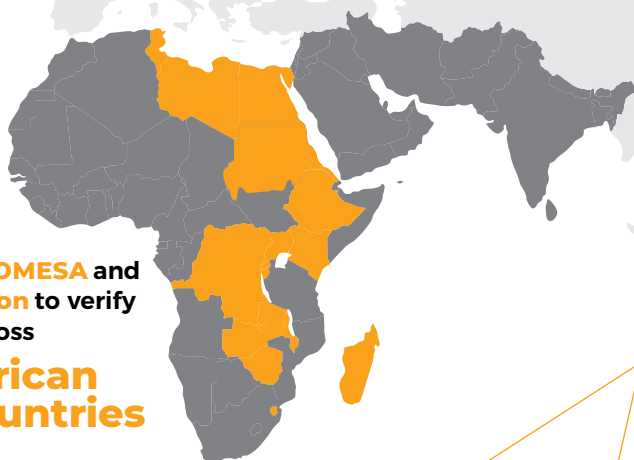 OMESA and
on to verify
oss
rican
untries